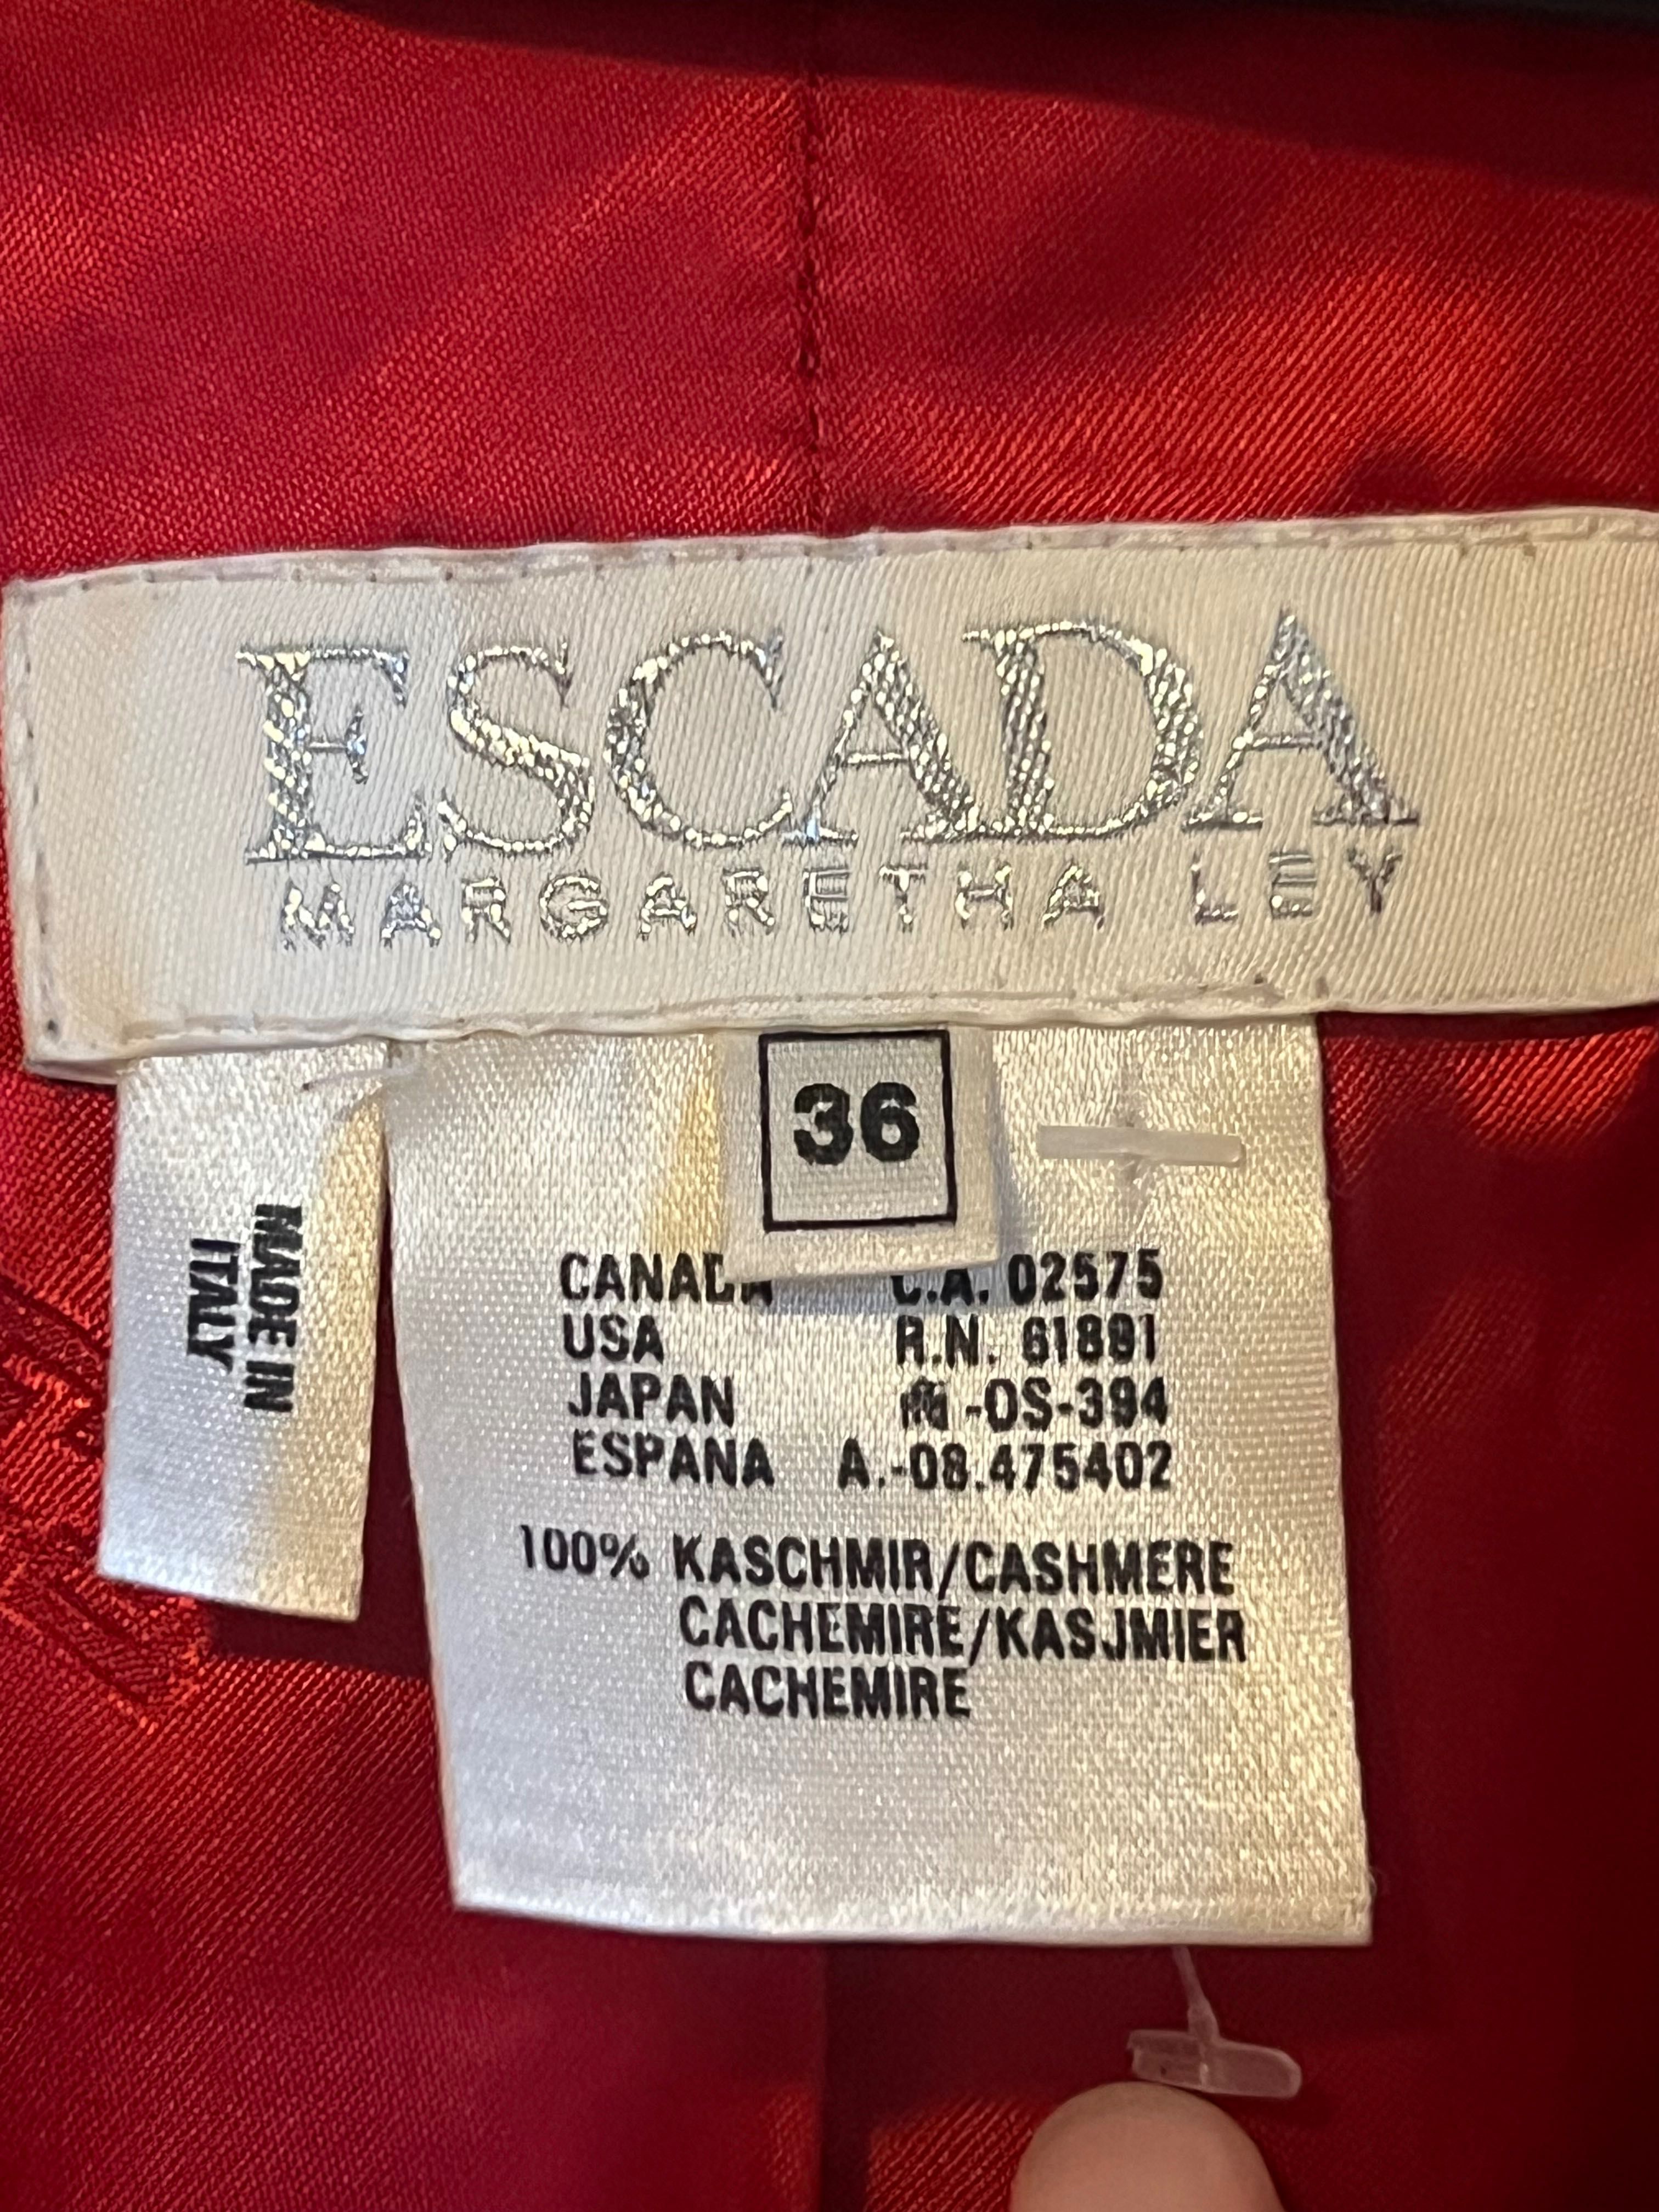 ESCADA
MARGARETHA LEY
36
MADE IN
ITALY
CANADA C.A. 02575
USA R.N. 61881
JAPAN -OS-394
ESPANA A.-08.475402
100% KASCHMIR/CASHMERE
CACHEMIRE/KASJMIER
CACHEMIRE